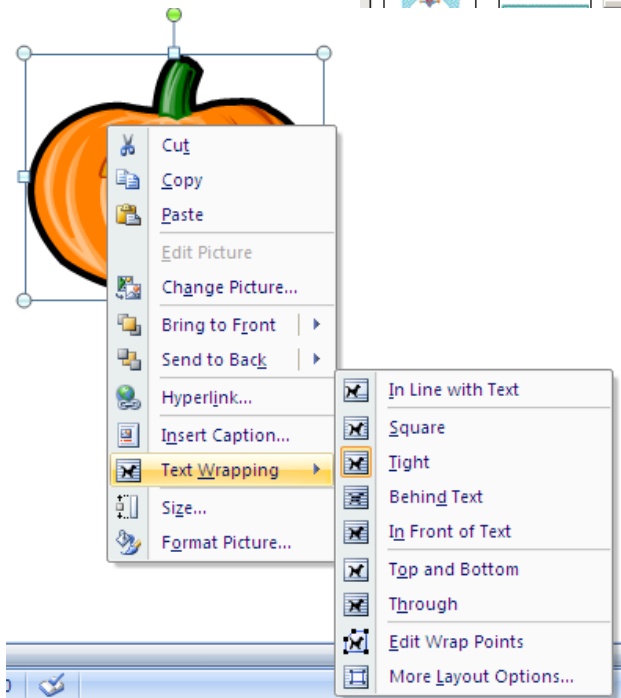 Cut
Copy
Paste
Edit Picture
Change Picture...
Bring to Front
Send to Back
Hyperlink...
Insert Caption...
Text Wrapping
Size...
Format Picture...
In Line with Text
Square
Tight
Behind Text
In Front of Text
Top and Bottom
Through
Edit Wrap Points
More Layout Options...